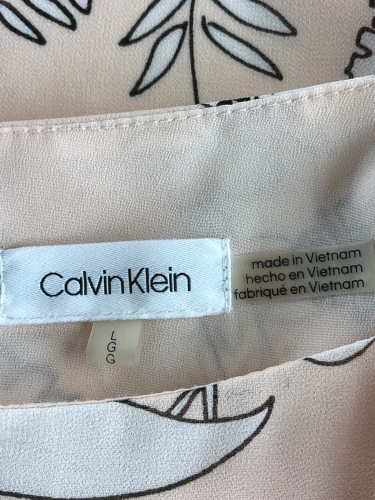 Calvin Klein
made in Vietnam
hecho en Vietnam
fabriqué en Vietnam
L
G
G